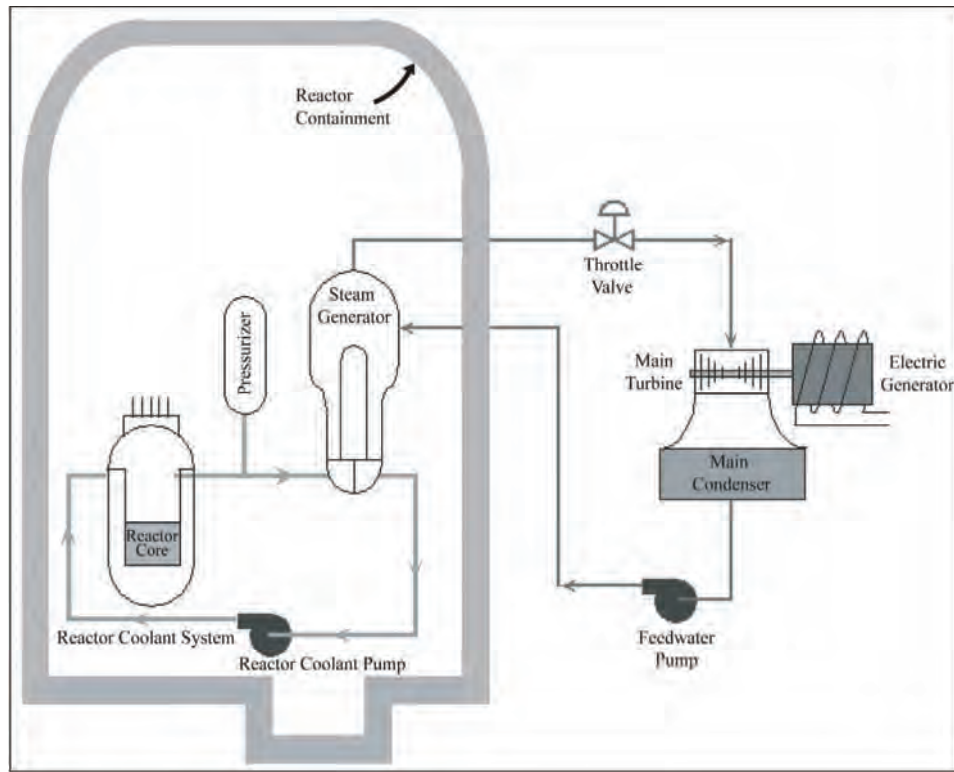 Reactor
Containment
Throttle
Valve
Steam
Generator
Pressurizer
Main
Turbine
Electric
Generator
Main
Condenser
Reactor
Core
Reactor Coolant System
Reactor Coolant Pump
Feedwater
Pump